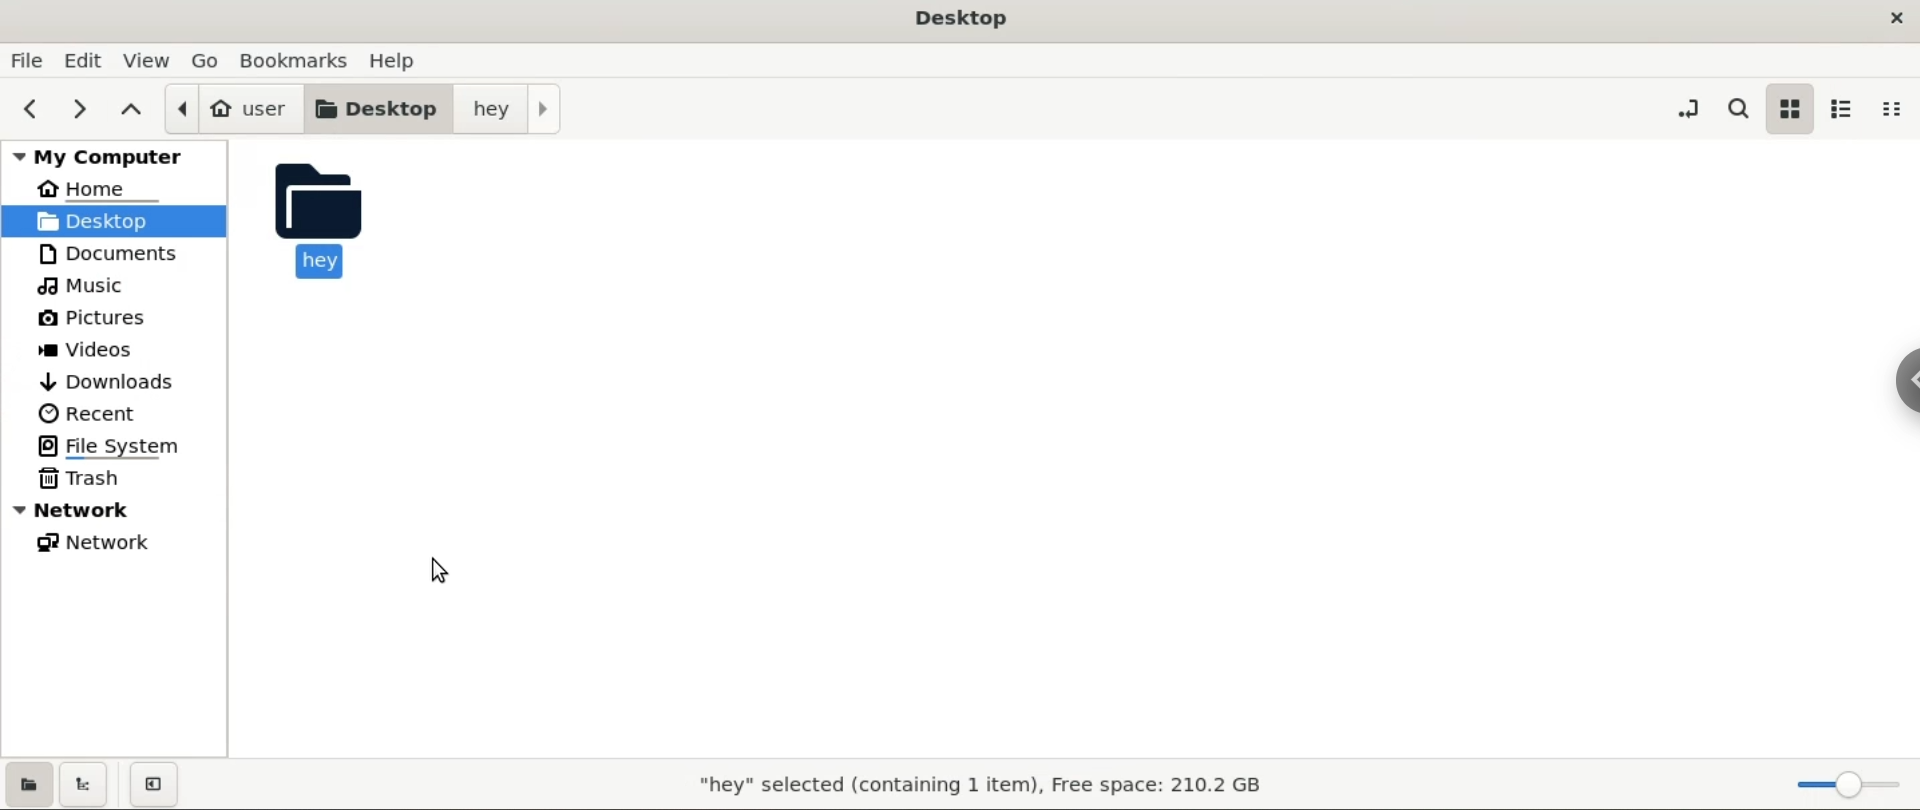 Desktop
File Edit View Go Bookmarks Help
user Desktop hey
My Computer
Home
Desktop
Documents
Music
Pictures
Videos
Downloads
Recent
File System
Trash
Network
Network
hey
"hey" selected (containing 1 item), Free space: 210.2 GB